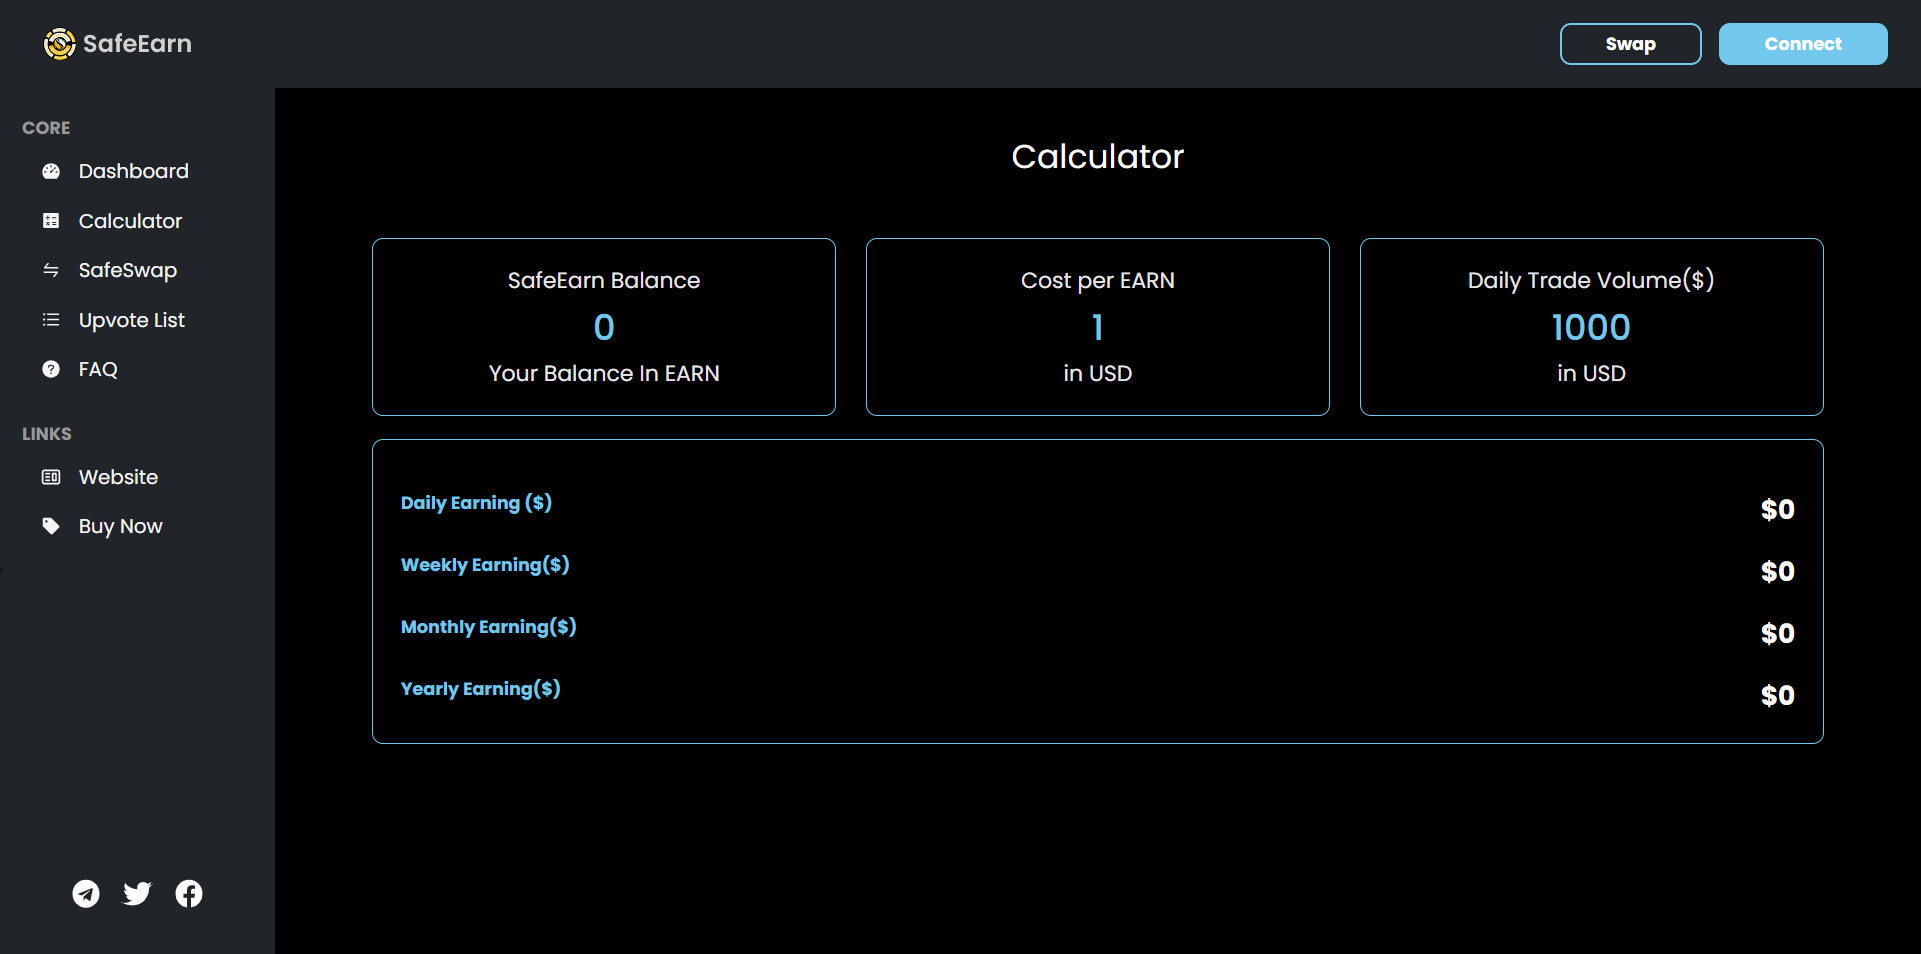 SafeEarn
Swap
Connect
CORE
Dashboard
Calculator
SafeSwap
Upvote List
FAQ
LINKS
Website
Buy Now
Calculator
SafeEarn Balance
0
Your Balance In EARN
Cost per EARN
1
in USD
Daily Trade Volume($)
1000
in USD
Daily Earning ($) $0
Weekly Earning($) $0
Monthly Earning($) $0
Yearly Earning($) $0